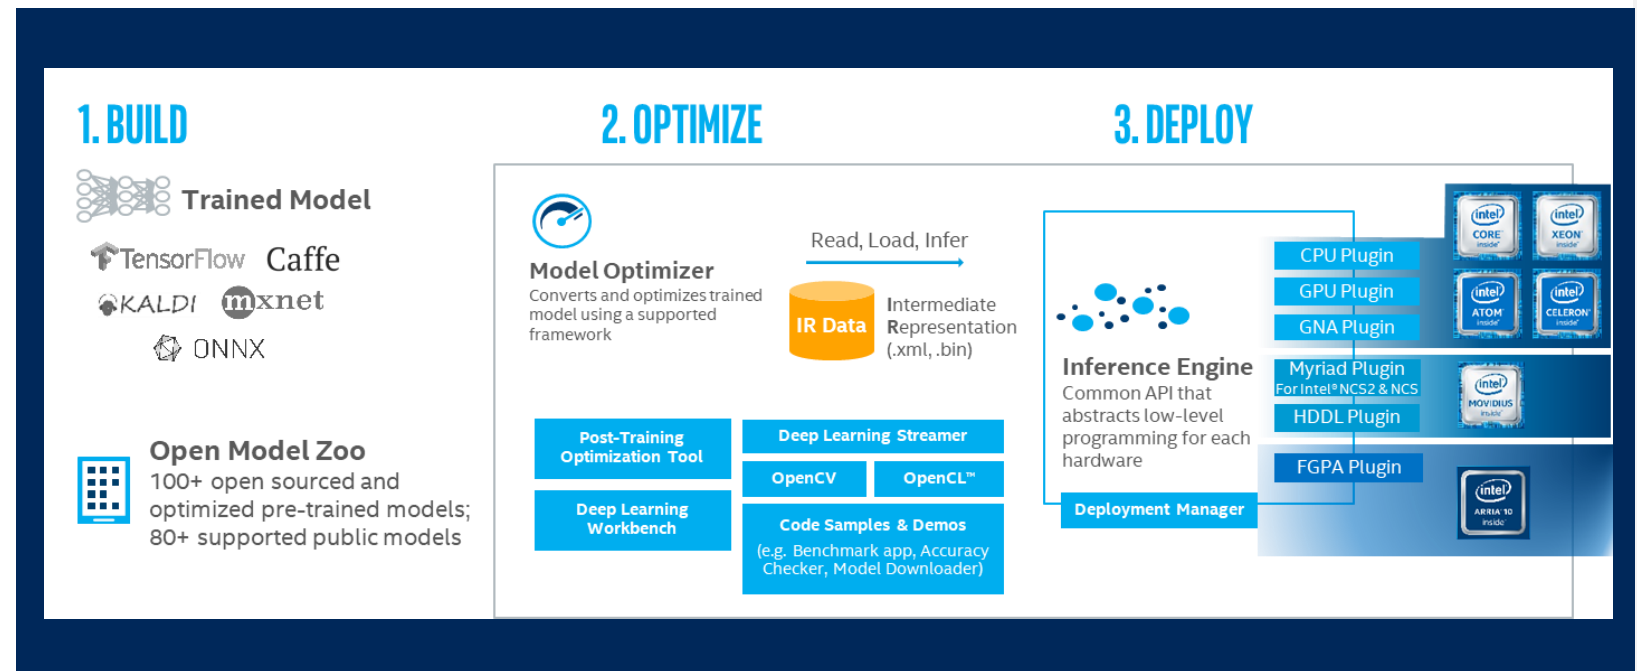 1. BUILD
Trained Model
TensorFlow Caffe
KALDI mxnet
ONNX
Open Model Zoo
100+ open sourced and
optimized pre-trained models;
80+ supported public models
2. OPTIMIZE
Model Optimizer
Converts and optimizes trained
model using a supported
framework
Read, Load, Infer
IR Data
Intermediate
Representation
(.xml, .bin)
Post-Training
Optimization Tool
Deep Learning
Workbench
Deep Learning Streamer
OpenCV
OpenCL™
Code Samples & Demos
(e.g. Benchmark app, Accuracy
Checker, Model Downloader)
3. DEPLOY
Inference Engine
Common API that
abstracts low-level
programming for each
hardware
Deployment Manager
CPU Plugin
GPU Plugin
GNA Plugin
Myriad Plugin
For Intel® NCS2 & NCS
HDDL Plugin
FGPA Plugin
intel
CORE™
inside®
intel
XEON®
inside®
intel
ATOM™
inside®
intel
CELERON®
inside®
intel
MOVIDIUS
inside®
intel
ARRIA® 10
inside®